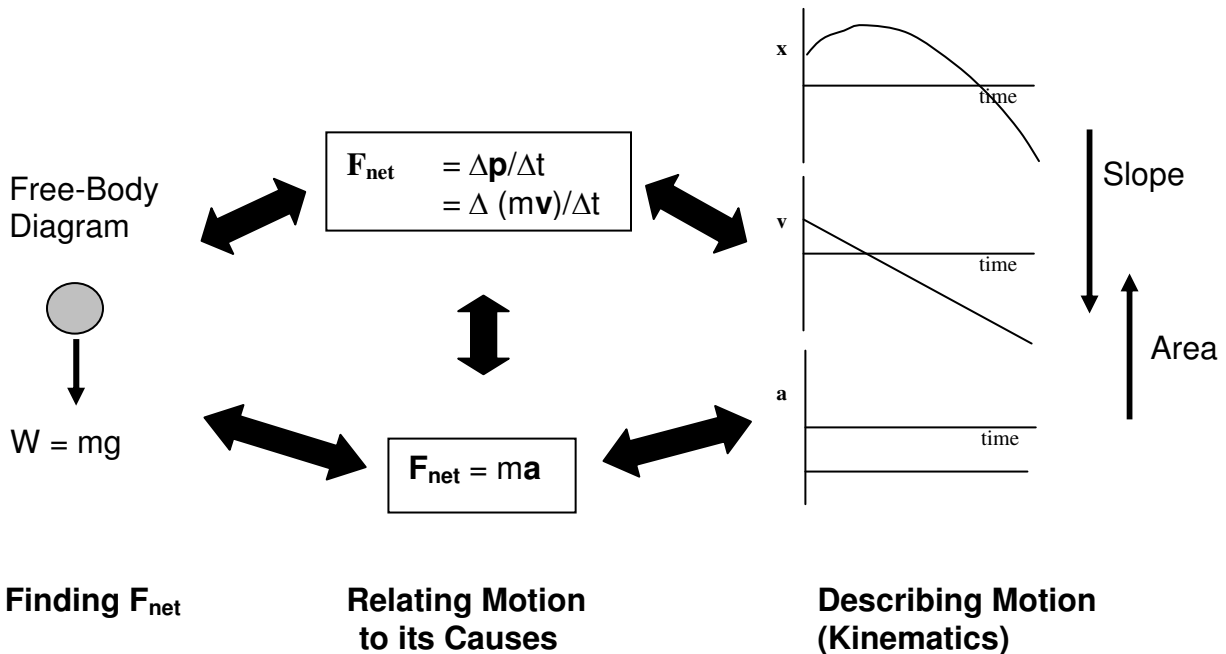 Free-Body
Diagram
W = mg
Finding Fnet
Fnet = Δp/Δt
= Δ (mv)/Δt
Fnet = ma
Relating Motion
to its Causes
x
time
v
time
a
time
Slope
Area
Describing Motion
(Kinematics)